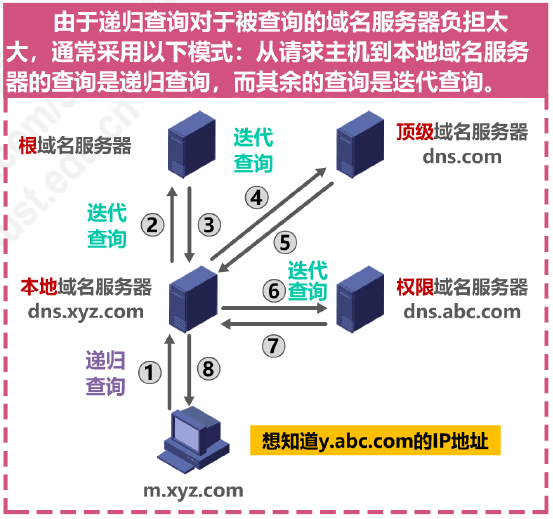 由于递归查询对于被查询的域名服务器负担太
大，通常采用以下模式：从请求主机到本地域名服务
器的查询是递归查询，而其余的查询是迭代查询。
根域名服务器
迭代
查询
顶级域名服务器
dns.com
迭代
查询
②
③
④
⑤
本地域名服务器
dns.xyz.com
⑥
迭代
查询
权限域名服务器
dns.abc.com
⑦
递归
查询
①
⑧
想知道y.abc.com的IP地址
m.xyz.com